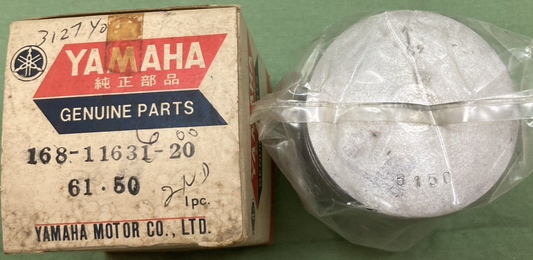 3127 Yo
YAMAHA
純正部品
GENUINE PARTS
6 00
168-11631-20
61·50
2ND
1pc.
YAMAHA MOTOR CO., LTD.
6150